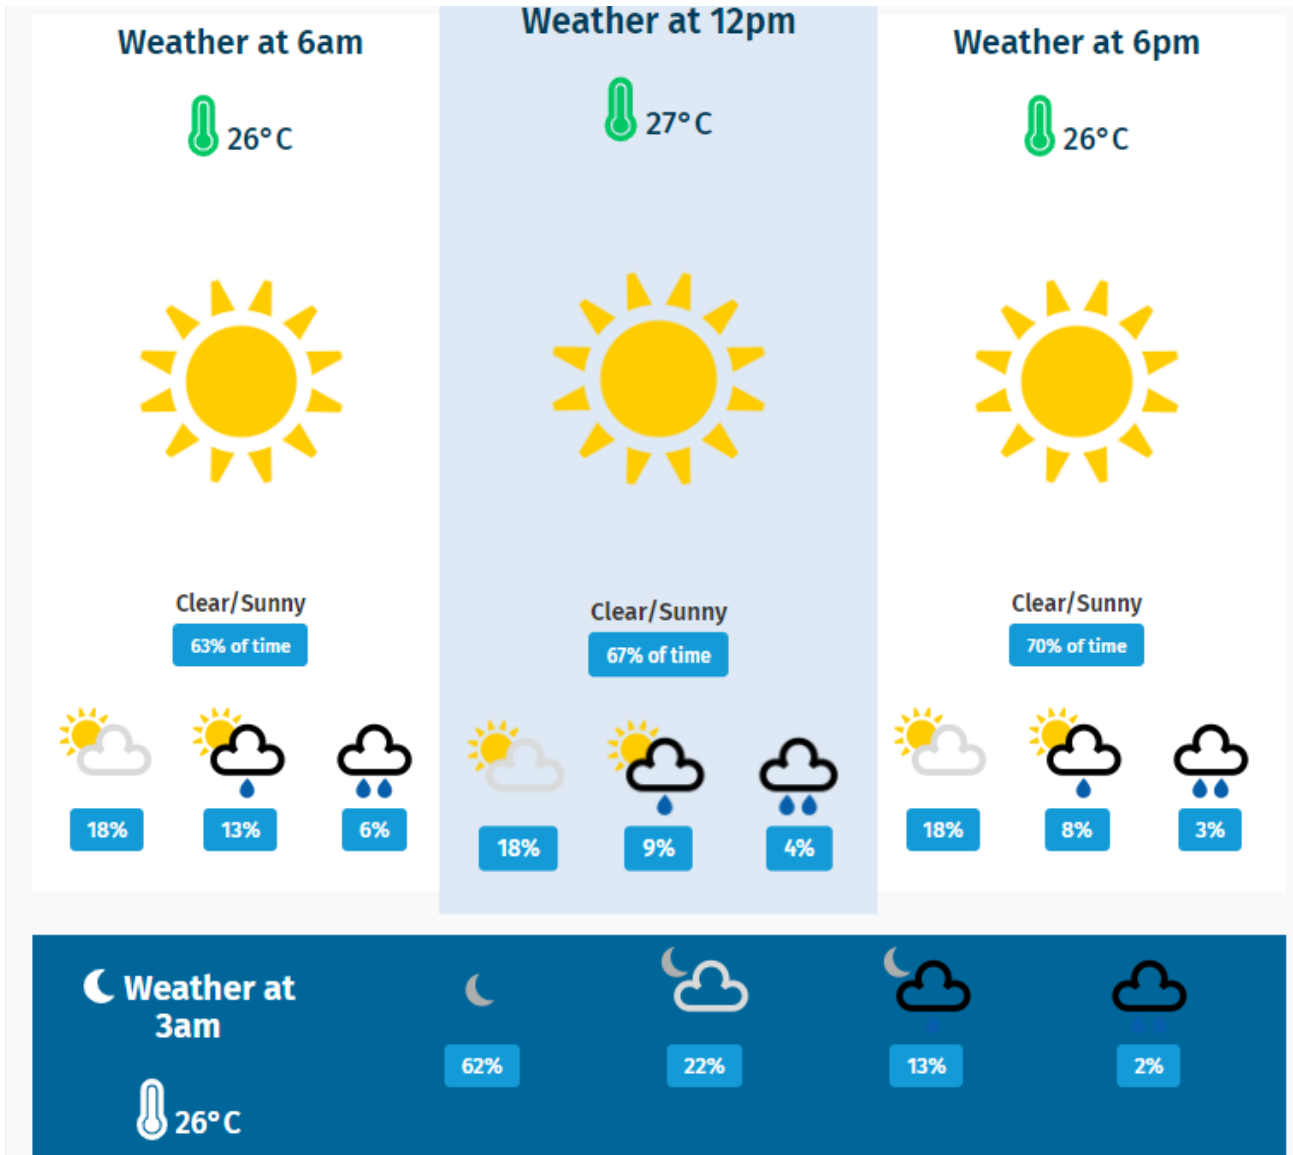 Weather at 6am
26°C
Clear/Sunny
63% of time
18% 13% 6%
Weather at 12pm
27°C
Clear/Sunny
67% of time
18% 9% 4%
Weather at 6pm
26°C
Clear/Sunny
70% of time
18% 8% 3%
Weather at
3am
26°C
62% 22% 13% 2%